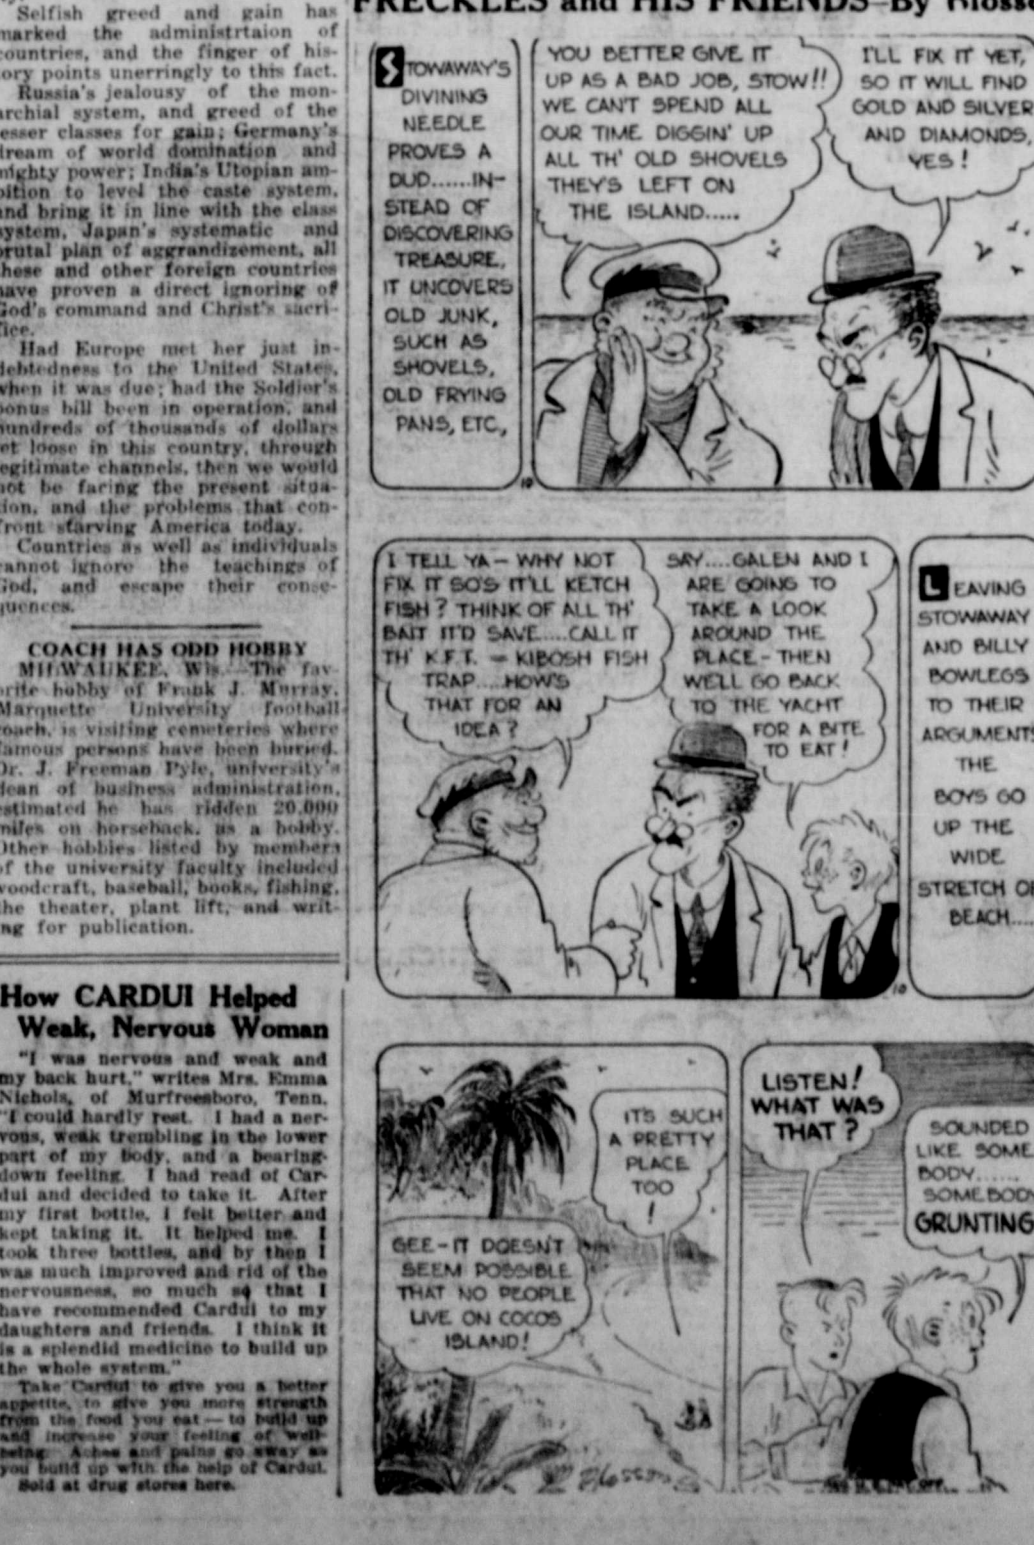 Selfish greed and gain has
marked the administrtaion of
countries, and the finger of his-
tory points unerringly to this fact.
Russia's jealousy of the mon-
archial system, and greed of the
lesser classes for gain; Germany's
dream of world domination and
mighty power; India's Utopian am-
bition to level the caste system,
and bring it in line with the class
system, Japan's systematic and
brutal plan of aggrandizement, all
these and other foreign countries
have proven a direct ignoring of
God's command and Christ's sacri-
fice.
Had Europe met her just in-
debtedness to the United States,
when it was due; had the Soldier's
bonus bill been in operation, and
hundreds of thousands of dollars
let loose in this country, through
legitimate channels, then we would
not be facing the present situa-
tion, and the problems that con-
front starving America today.
Countries as well as individuals
cannot ignore the teachings of
God, and escape their conse-
quences.
COACH HAS ODD HOBBY
MILWAUKEE, Wis.—The fav-
orite hobby of Frank J. Murray,
Marquette University football
coach, is visiting cemeteries where
famous persons have been buried.
Dr. J. Freeman Pyle, university's
dean of business administration,
estimated he has ridden 20,000
miles on horseback, as a hobby.
Other hobbies listed by members
of the university faculty included
woodcraft, baseball, books, fishing,
the theater, plant lift, and writ-
ing for publication.
How CARDUI Helped
Weak, Nervous Woman
"I was nervous and weak and
my back hurt," writes Mrs. Emma
Nichols, of Murfreesboro, Tenn.
"I could hardly rest. I had a ner-
vous, weak trembling in the lower
part of my body, and a bearing-
down feeling. I had read of Car-
dui and decided to take it. After
my first bottle, I felt better and
kept taking it. It helped me. I
took three bottles, and by then I
was much improved and rid of the
nervousness, so much so that I
have recommended Cardui to my
daughters and friends. I think it
is a splendid medicine to build up
the whole system."
Take Cardui to give you a better
appetite, to give you more strength
from the food you eat—to build up
and increase your feeling of well-
being. Aches and pains go away as
you build up with the help of Cardui.
Sold at drug stores here.
FRECKLES and HIS FRIENDS—By Blosser
STOWAWAY'S
DIVINING
NEEDLE
PROVES A
DUD......IN-
STEAD OF
DISCOVERING
TREASURE,
IT UNCOVERS
OLD JUNK,
SUCH AS
SHOVELS,
OLD FRYING
PANS, ETC,
YOU BETTER GIVE IT
UP AS A BAD JOB, STOW!!
WE CAN'T SPEND ALL
OUR TIME DIGGIN' UP
ALL TH' OLD SHOVELS
THEY'S LEFT ON
THE ISLAND.....
I'LL FIX IT YET,
SO IT WILL FIND
GOLD AND SILVER
AND DIAMONDS,
YES!
10
I TELL YA – WHY NOT
FIX IT SO'S IT'LL KETCH
FISH? THINK OF ALL TH'
BAIT IT'D SAVE.....CALL IT
TH' K.F.T. – KIBOSH FISH
TRAP.....HOW'S
THAT FOR AN
IDEA?
SAY....GALEN AND I
ARE GOING TO
TAKE A LOOK
AROUND THE
PLACE – THEN
WE'LL GO BACK
TO THE YACHT
FOR A BITE
TO EAT!
10
LEAVING
STOWAWAY
AND BILLY
BOWLEGS
TO THEIR
ARGUMENTS
THE
BOYS GO
UP THE
WIDE
STRETCH OF
BEACH....
IT'S SUCH
A PRETTY
PLACE
TOO
!
GEE – IT DOESN'T
SEEM POSSIBLE
THAT NO PEOPLE
LIVE ON COCOS
ISLAND!
Blosser
LISTEN!
WHAT WAS
THAT?
SOUNDED
LIKE SOME
BODY......
SOMEBODY
GRUNTING